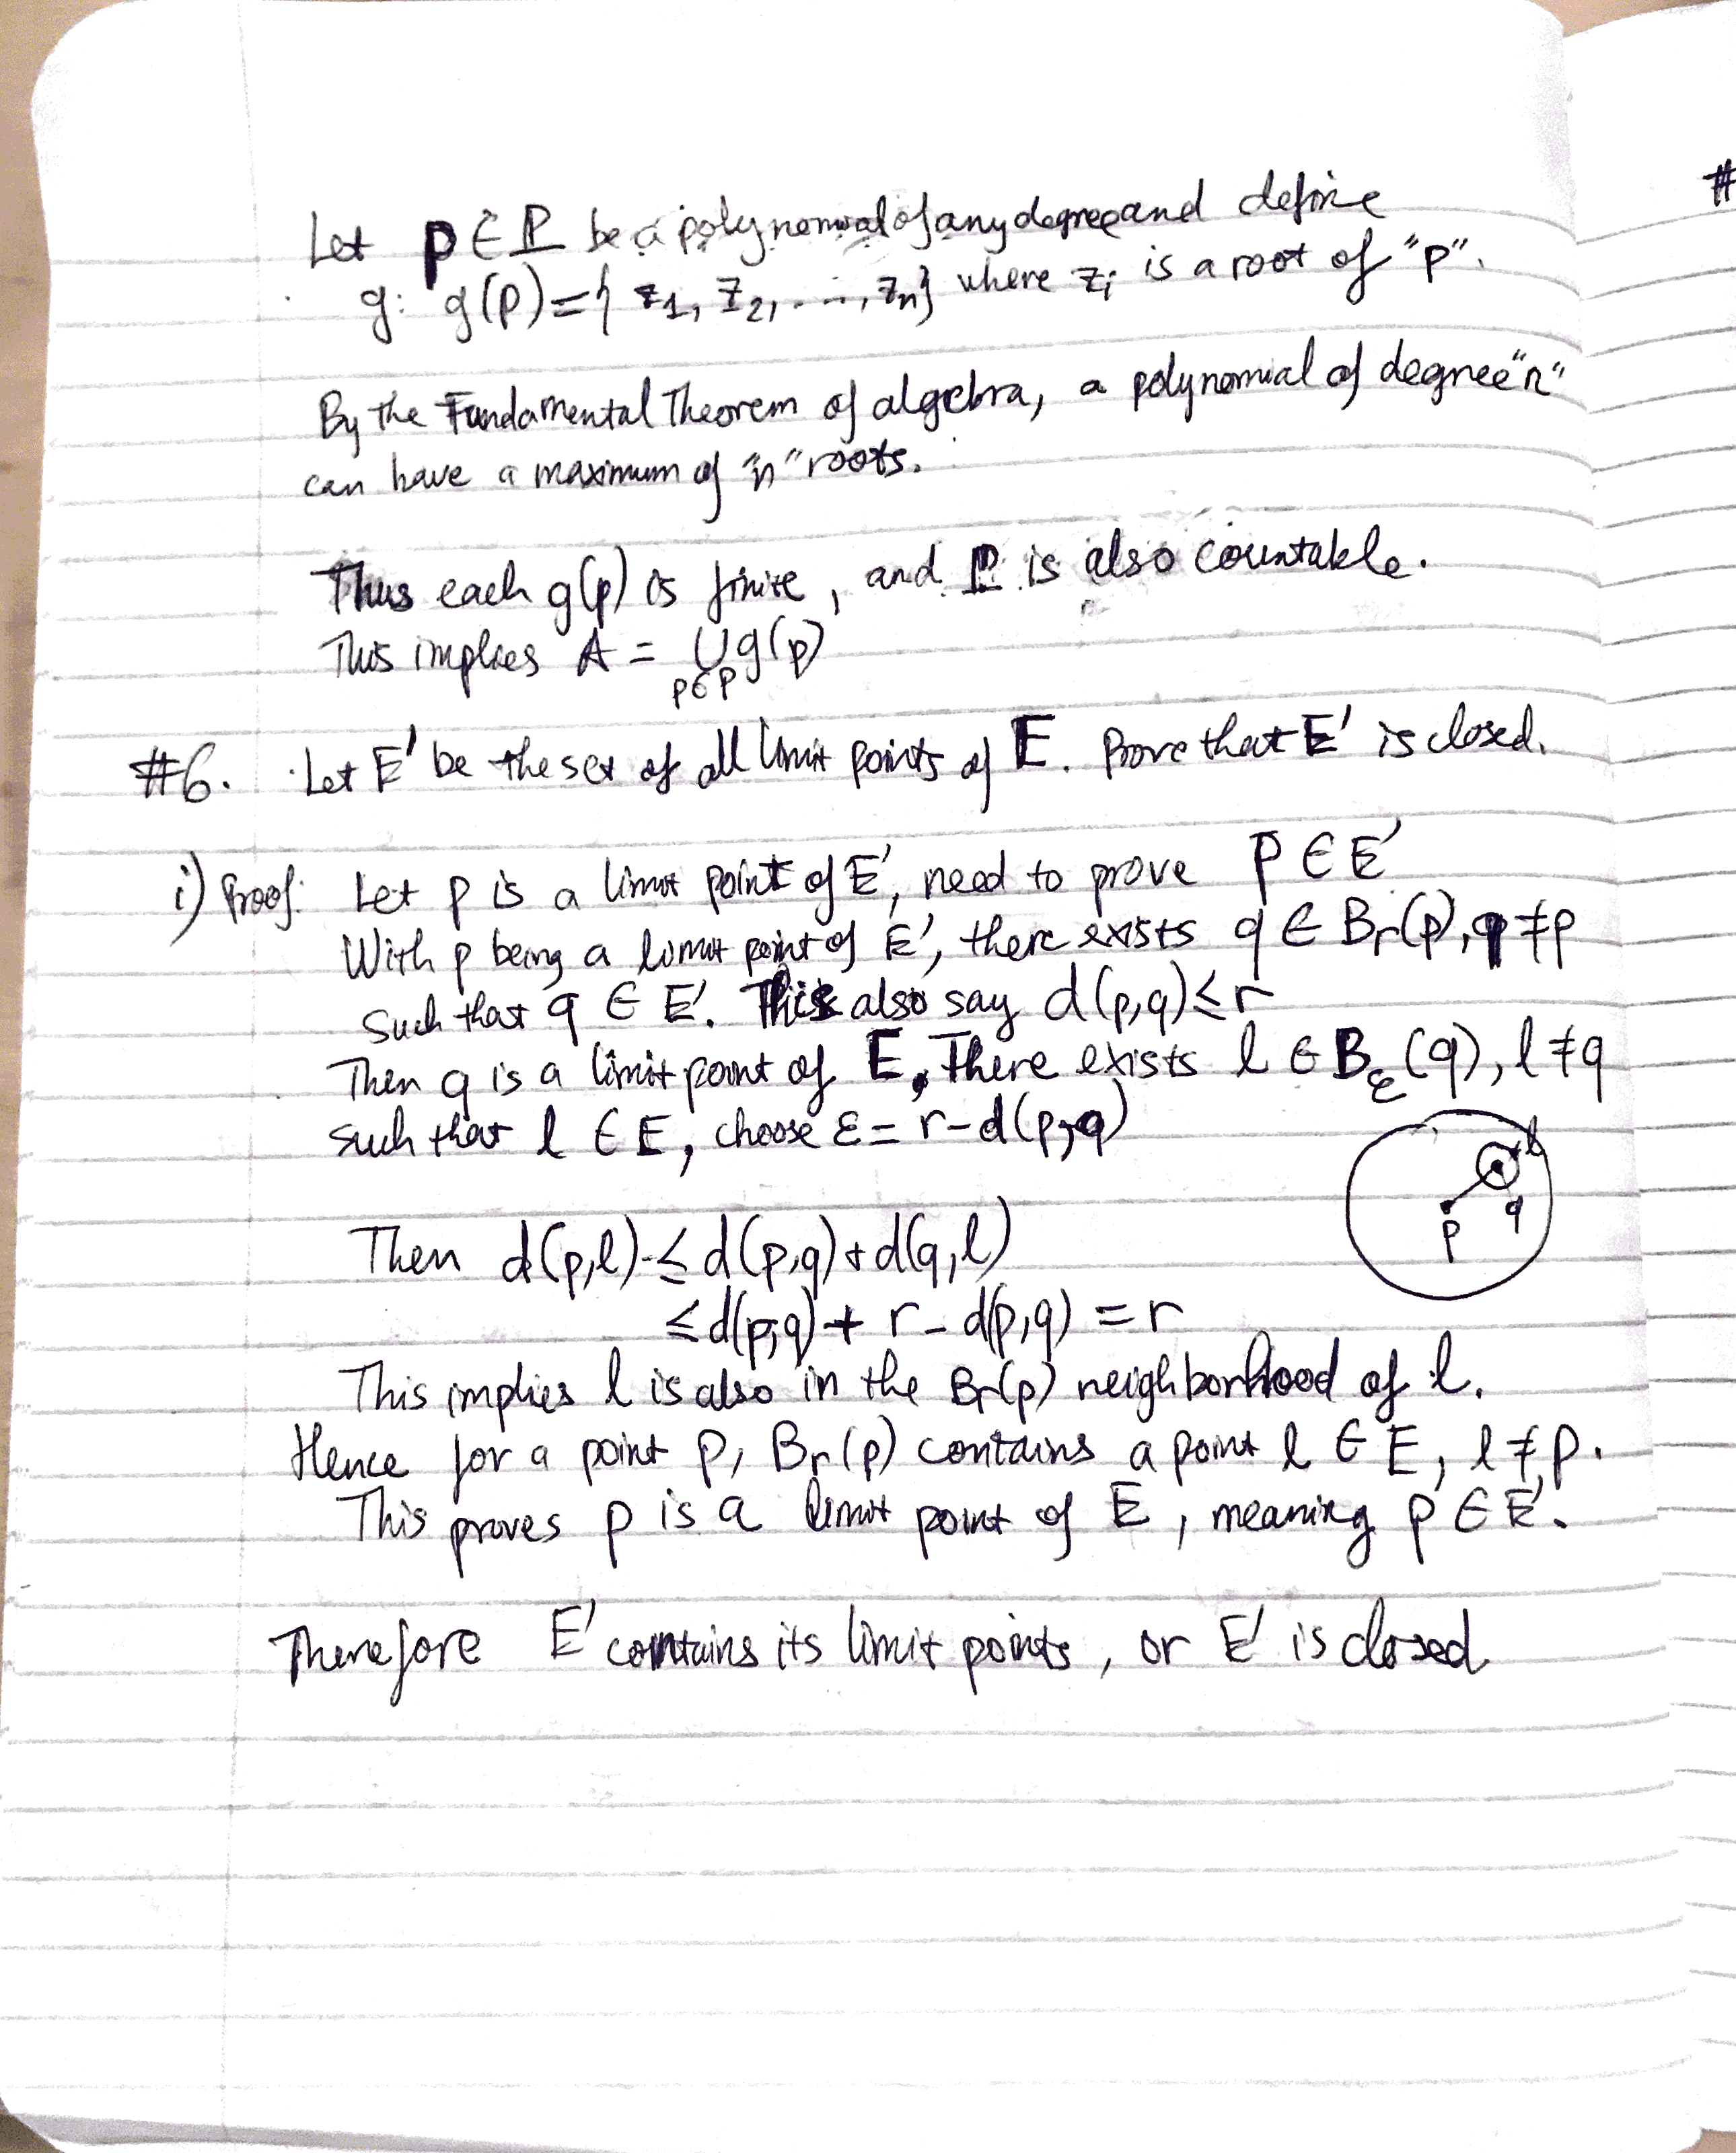 #
Let p ∈ P be a polynomial of any degree and define
g: g(p) = { z1, z2, ..., zn} where zi is a root of "p".
By the Fundamental Theorem of algebra, a polynomial of degree "n"
can have a maximum of "n" roots.
Thus each g(p) is finite, and P is also countable.
This implies A = ∪ g(p)
p∈P
#6. Let E' be the set of all limit points of E. Prove that E' is closed.
i) Proof: Let p is a limit point of E', need to prove p ∈ E'
With p being a limit point of E', there exists q ∈ Br(p), q ≠ p
such that q ∈ E'. This also say d(p,q) ≤ r
Then q is a limit point of E. There exists l ∈ Bε(q), l ≠ q
such that l ∈ E, choose ε = r - d(p,q)
l
p q
Then d(p,l) ≤ d(p,q) + d(q,l)
≤ d(p,q) + r - d(p,q) = r
This implies l is also in the Br(p) neighborhood of l.
Hence for a point p, Br(p) contains a point l ∈ E, l ≠ p.
This proves p is a limit point of E, meaning p ∈ E'.
Therefore E' contains its limit points, or E' is closed